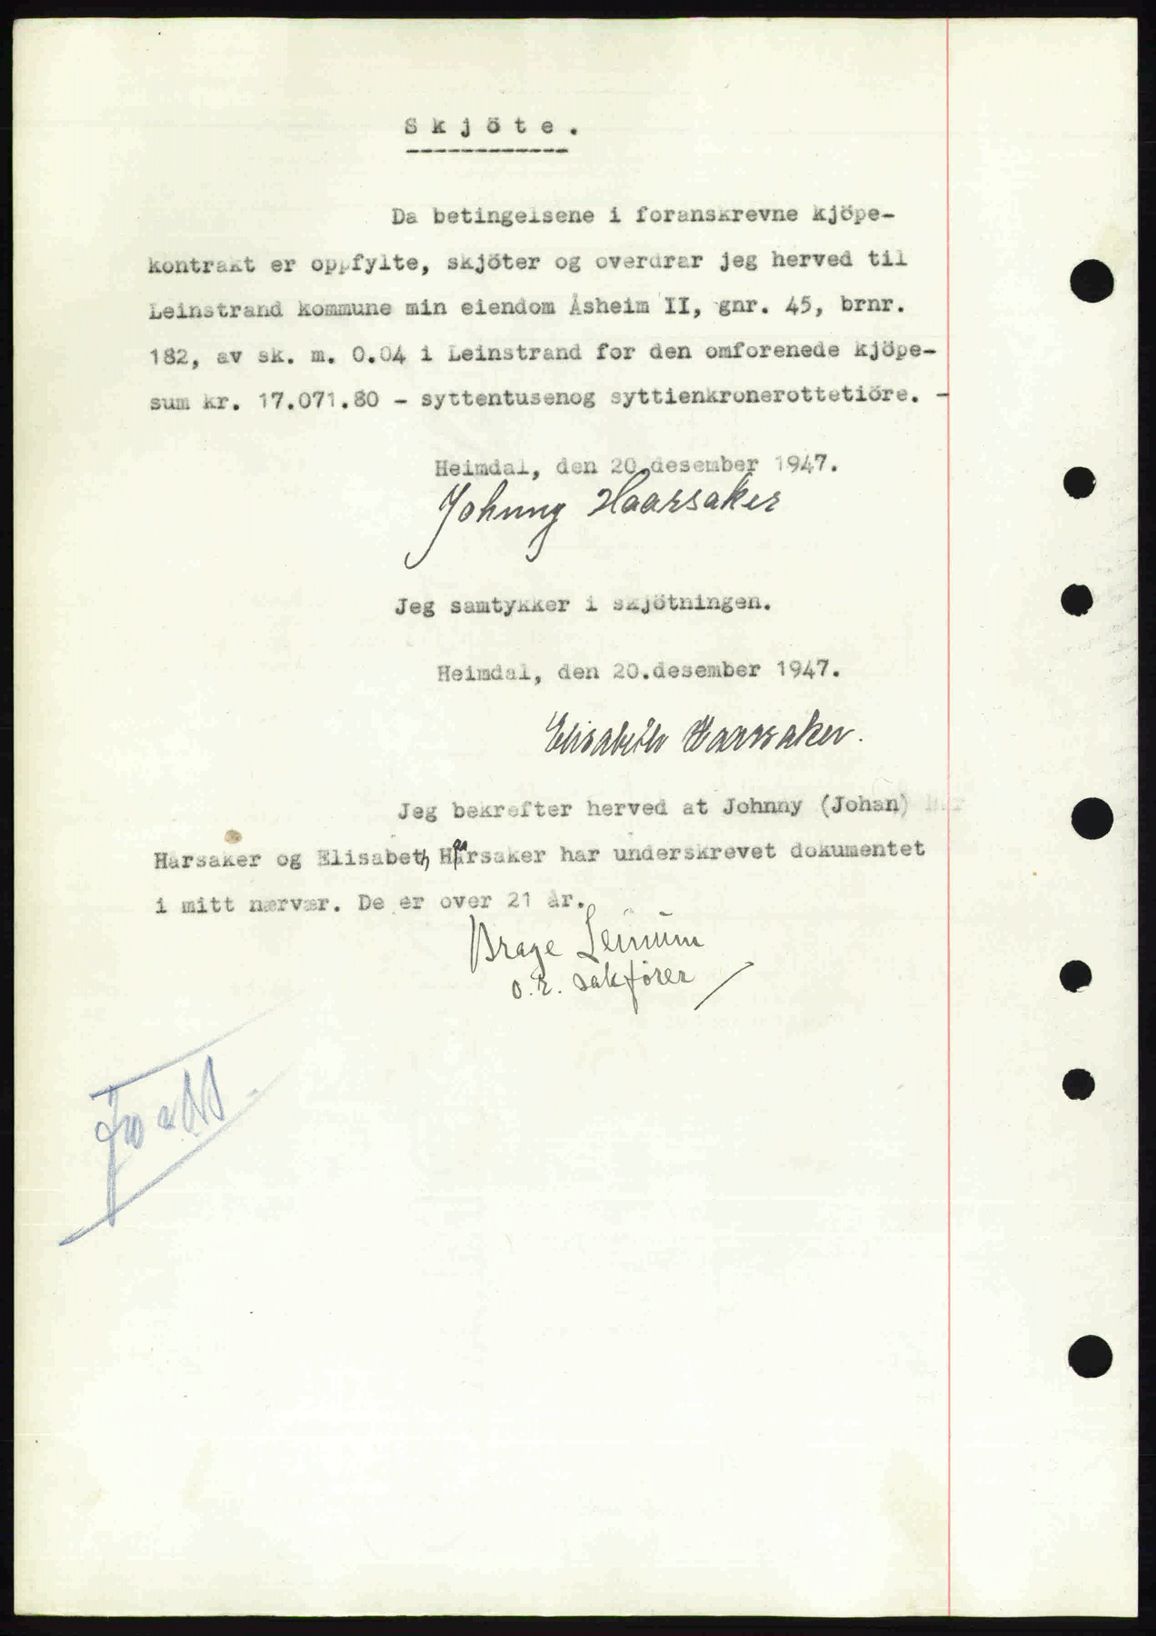 Skjöte.
Da betingelsene i foranskrevne kjöpe-
kontrakt er oppfylte, skjöter og overdrar jeg herved til
Leinstrand kommune min eiendom Åsheim II, gnr. 45, brnr.
182, av sk. m. 0.04 i Leinstrand for den omforenede kjöpe-
sum kr. 17.071.80 - syttentusenog syttienkronerottetiöre. -
Heimdal, den 20.desember 1947.
Johnny Haarsaker
Jeg samtykker i skjötningen.
Heimdal, den 20.desember 1947.
Elisabeth Haarsaker.
Jeg bekrefter herved at Johnny (Johan)
Harsaker og Elisabeth Haarsaker har underskrevet dokumentet
i mitt nærvær. De er over 21 år.
Brage Leinum
o.r. sakfører